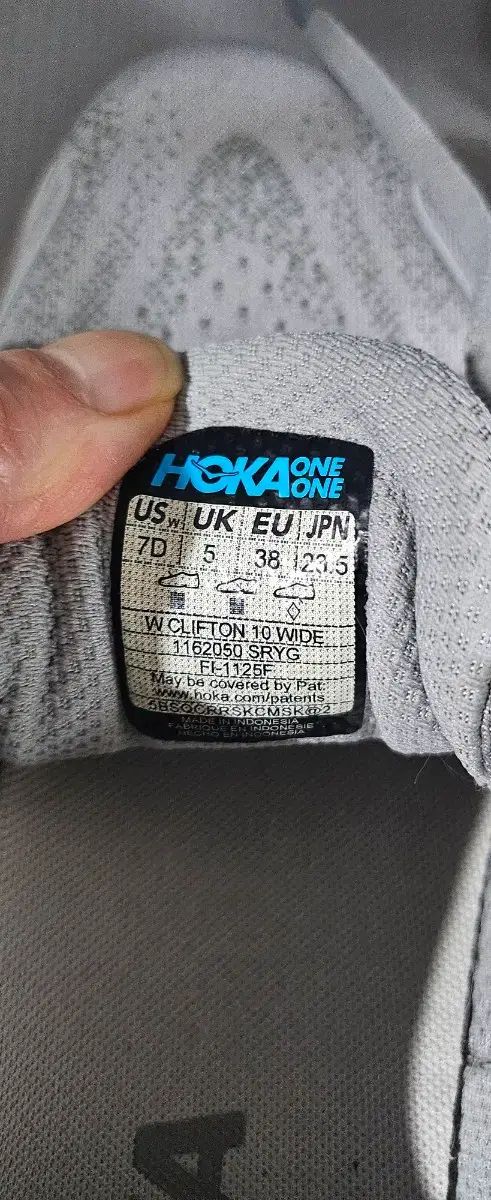 HOKA ONE ONE
US W. UK EU JPN
7D 5 38 23.5
W CLIFTON 10 WIDE
1162050 SRYG
FI-1125F
May be covered by Pat:
www.hoka.com/patents
MADE IN INDONESIA
FABRIQUE EN INDONESIE
HECHO EN INDONESIA
A